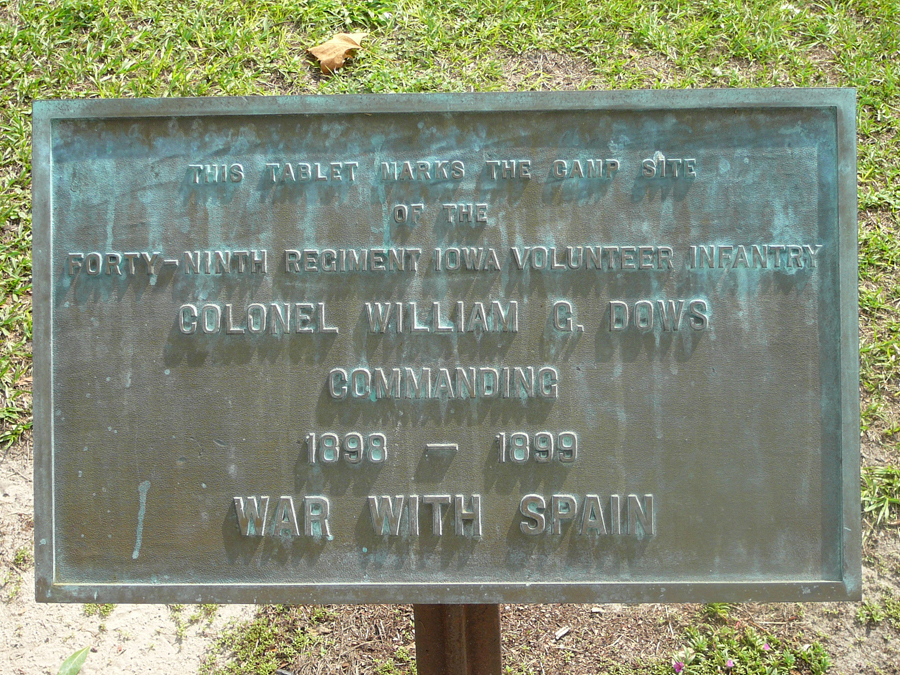 THIS TABLET MARKS THE CAMP SITE
OF THE
FORTY-NINTH REGIMENT IOWA VOLUNTEER INFANTRY
COLONEL WILLIAM G. DOWS
COMMANDING
1898 – 1899
WAR WITH SPAIN